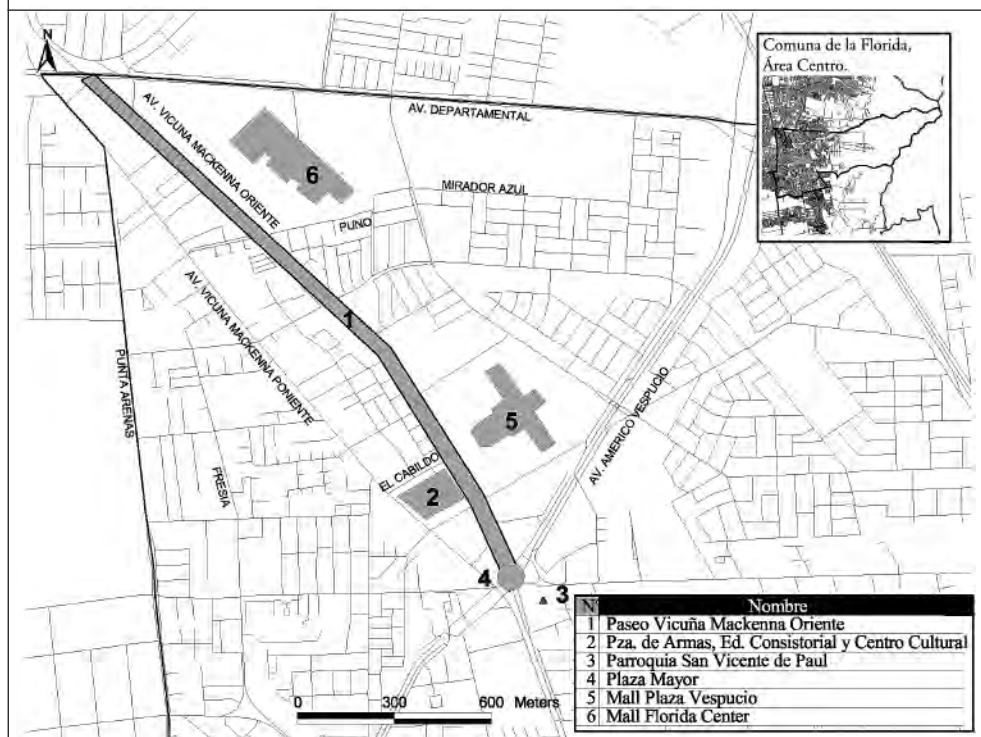 N
Comuna de la Florida,
Área Centro.
AV. DEPARTAMENTAL
AV. VICUNA MACKENNA ORIENTE
6
MIRADOR AZUL
PUNO
AV. VICUNA MACKENNA PONIENTE
1
PUNTA ARENAS
5
AV. AMERICO VESPUCIO
EL CABILDO
FRESIA
2
4
3
0 300 600 Meters
N° Nombre
1 Paseo Vicuña Mackenna Oriente
2 Pza. de Armas, Ed. Consistorial y Centro Cultural
3 Parroquia San Vicente de Paul
4 Plaza Mayor
5 Mall Plaza Vespucio
6 Mall Florida Center